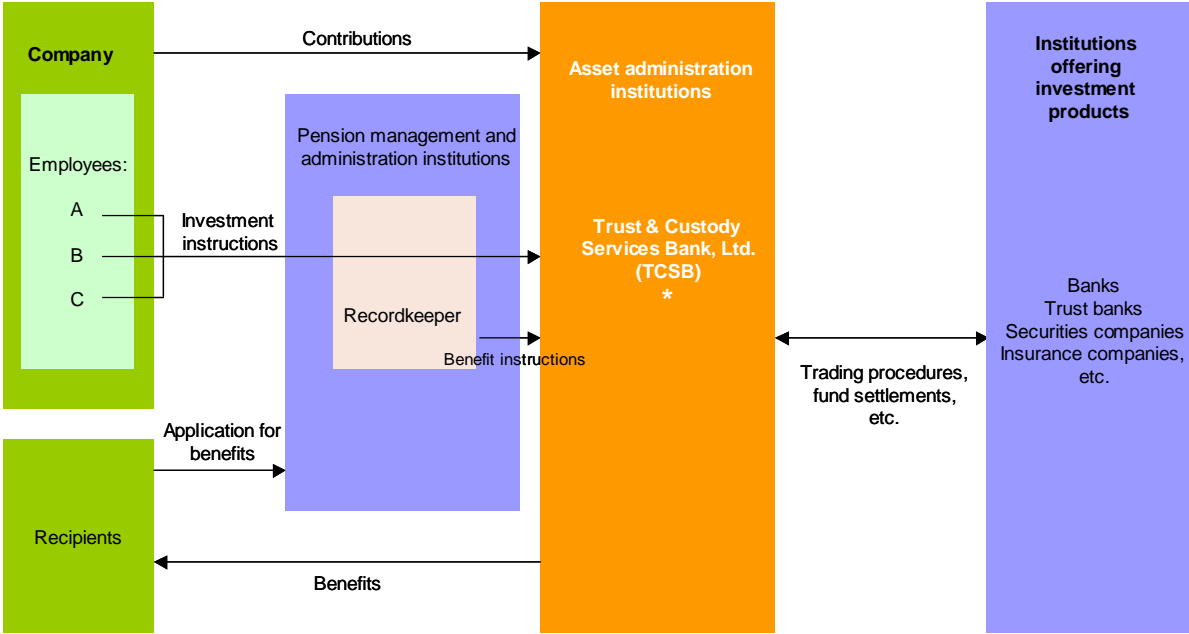 Company
Employees:
A
B
C
Contributions
Investment
instructions
Pension management and
administration institutions
Recordkeeper
Benefit instructions
Application for
benefits
Recipients
Benefits
Asset administration
institutions
Trust & Custody
Services Bank, Ltd.
(TCSB)
*
Trading procedures,
fund settlements,
etc.
Institutions
offering
investment
products
Banks
Trust banks
Securities companies
Insurance companies,
etc.